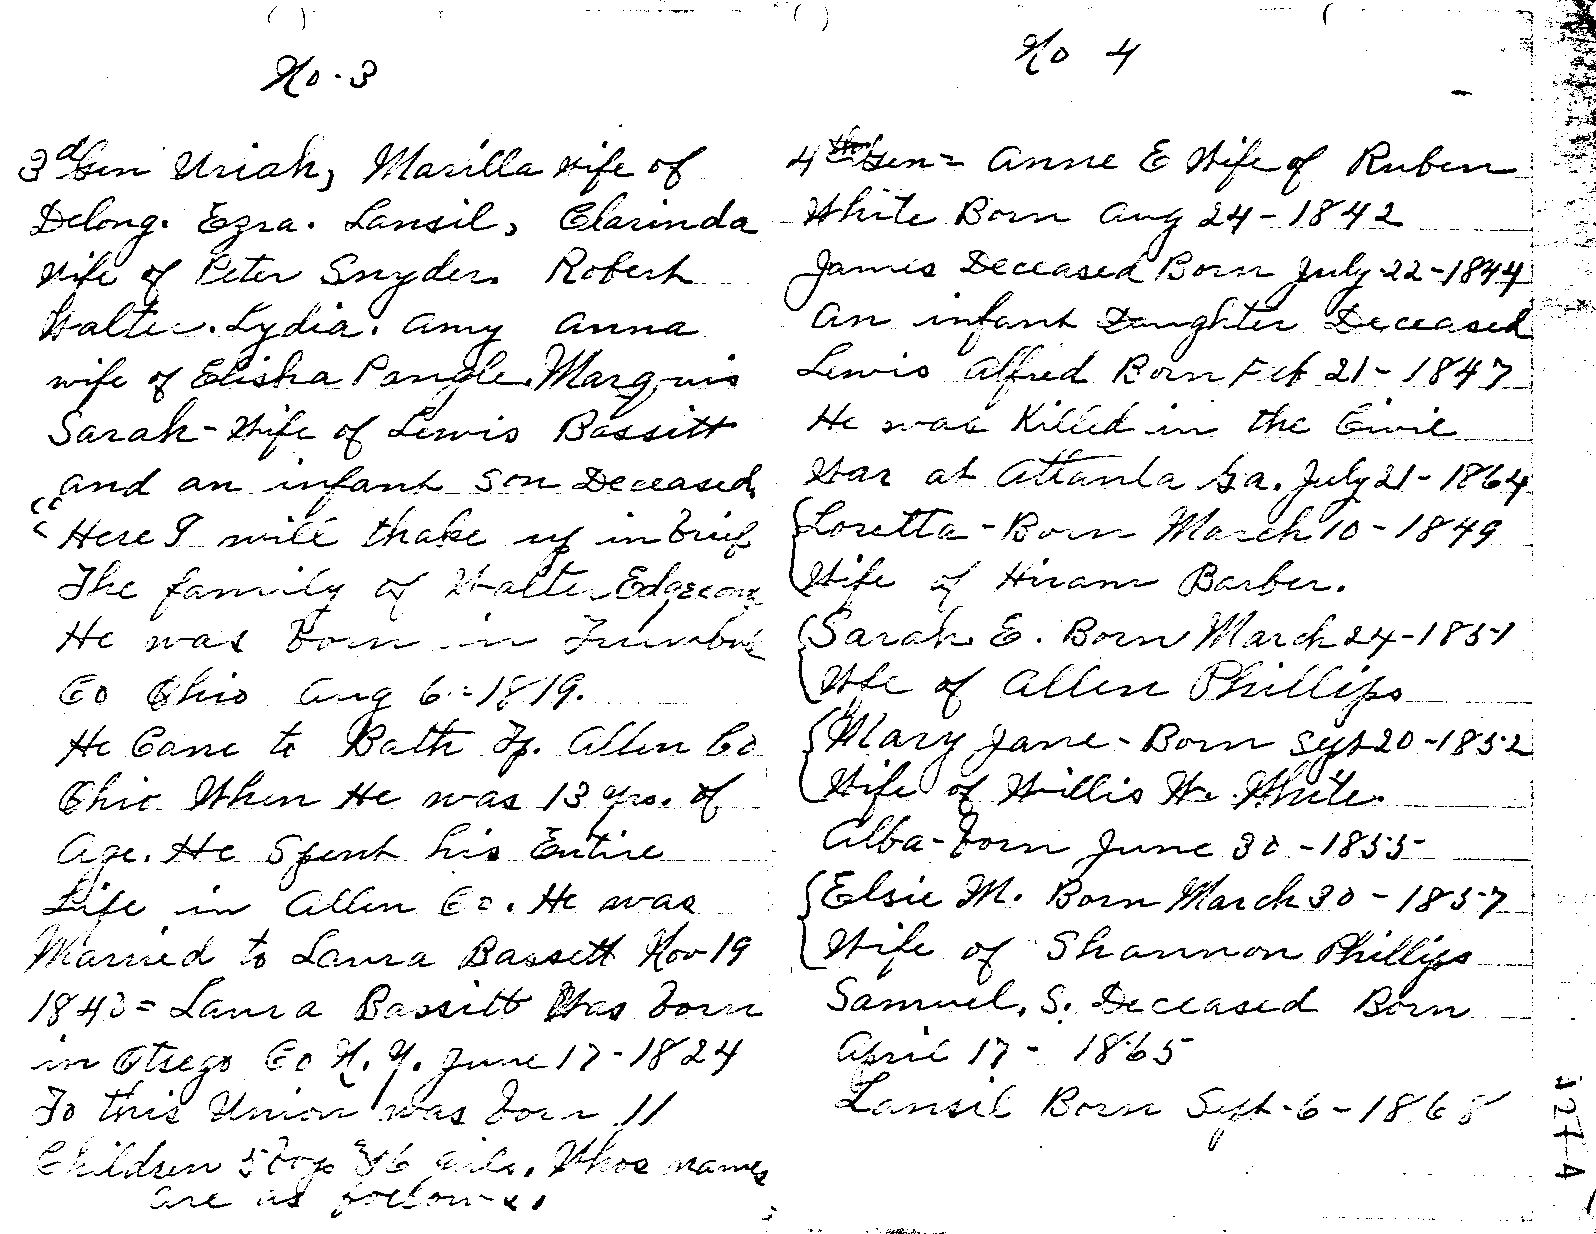 No. 3
3d Gen Uriah, Marilla Wife of
Delong. Ezra. Lansil, Clarinda
Wife of Peter Snyder. Robert
Walter. Lydia. Amy Anna
wife of Elisha Pangle. Marquis
Sarah - Wife of Lewis Bassitt
and an infant Son Deceased,
"Here I will thake up in brief
The family of Walter Edgecomb
He was born in Trumbul
Co Ohio Aug 6 - 1819.
He Came to Bath Tp. Allen Co
Ohio When He was 13 yrs. of
Age. He Spent his Entire
Life in Allen Co. He was
Married to Laura Bassett Nov 19
1840 = Laura Bassitt Was born
in Otsego Co N. Y. June 17 - 1824
To this Union was born 11
Children 5 boys & 6 girls. Whos names
are as follows.
No 4
4th Gen = Anne E Wife of Ruben
White Born Aug 24 - 1842
James Deceased Born July 22 - 1844
An infant Daughter Deceased
Lewis Alfred Born Feb 21 - 1847
He was Killed in the Civil
War at Attanla Ga. July 21 - 1864
Loretta - Born March 10 - 1849
Wife of Hiram Barber.
Sarah E. Born March 24 - 1851
Wife of Allen Phillips
Mary Jane - Born Sept 20 - 1852
Wife of Willis W. White.
Alba - born June 30 - 1855
Elsie M. Born March 30 - 1857
Wife of Shannon Phillips
Samuel. S. Deceased Born
April 17 - 1865
Lansil Born Sept - 6 - 1868